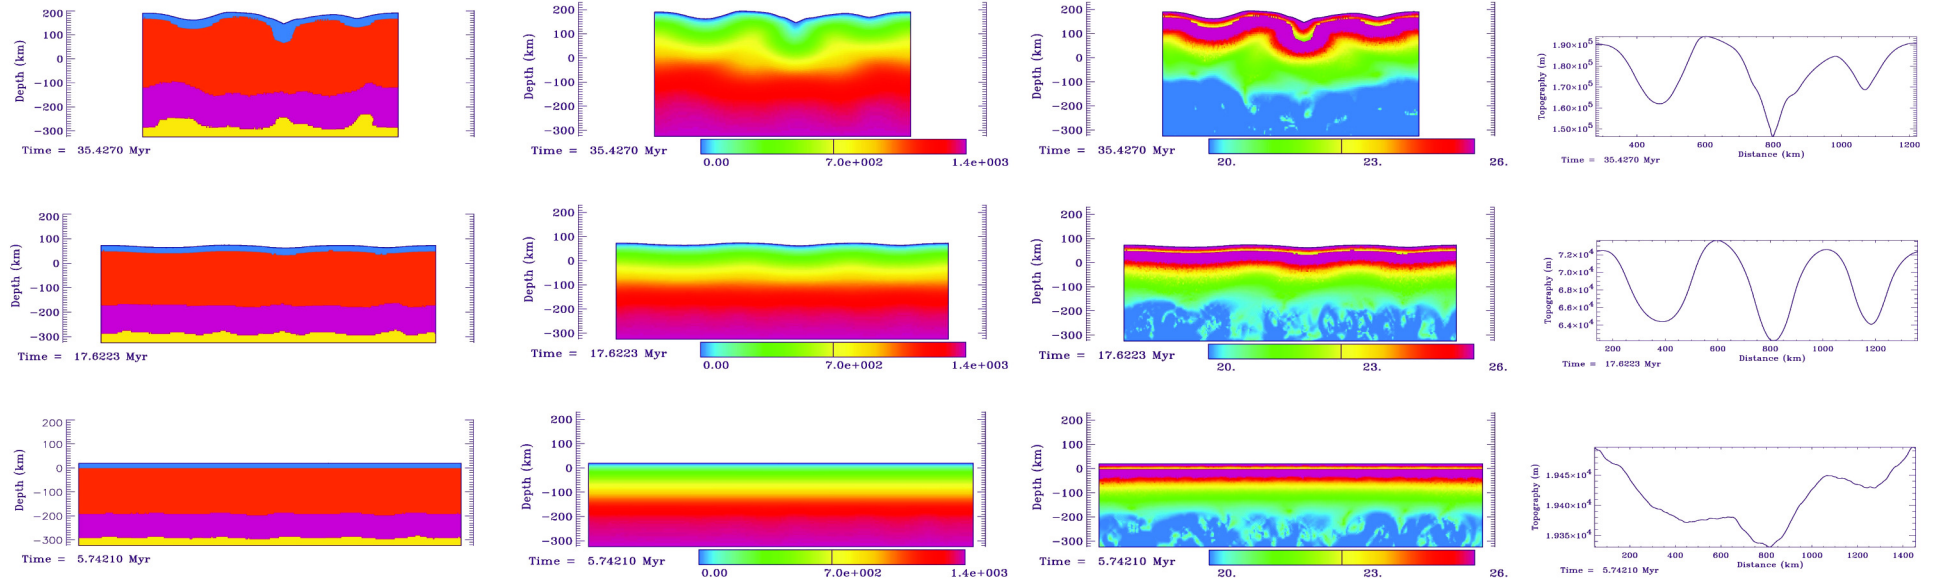 200
100
0
−100
−200
−300
Depth (km)
Time = 35.4270 Myr
200
100
0
−100
−200
−300
Depth (km)
Time = 35.4270 Myr
0.00 7.0e+002 1.4e+003
200
100
0
−100
−200
−300
Depth (km)
Time = 35.4270 Myr
20. 23. 26.
1.90×10⁵
1.80×10⁵
1.70×10⁵
1.60×10⁵
1.50×10⁵
Topography (m)
400 600 800 1000 1200
Distance (km)
Time = 35.4270 Myr
200
100
0
−100
−200
−300
Depth (km)
Time = 17.6223 Myr
200
100
0
−100
−200
−300
Depth (km)
Time = 17.6223 Myr
0.00 7.0e+002 1.4e+003
200
100
0
−100
−200
−300
Depth (km)
Time = 17.6223 Myr
20. 23. 26.
7.2×10⁴
7.0×10⁴
6.8×10⁴
6.6×10⁴
6.4×10⁴
Topography (m)
200 400 600 800 1000 1200
Distance (km)
Time = 17.6223 Myr
200
100
0
−100
−200
−300
Depth (km)
Time = 5.74210 Myr
200
100
0
−100
−200
−300
Depth (km)
Time = 5.74210 Myr
0.00 7.0e+002 1.4e+003
200
100
0
−100
−200
−300
Depth (km)
Time = 5.74210 Myr
20. 23. 26.
1.945×10⁴
1.940×10⁴
1.935×10⁴
Topography (m)
200 400 600 800 1000 1200 1400
Distance (km)
Time = 5.74210 Myr